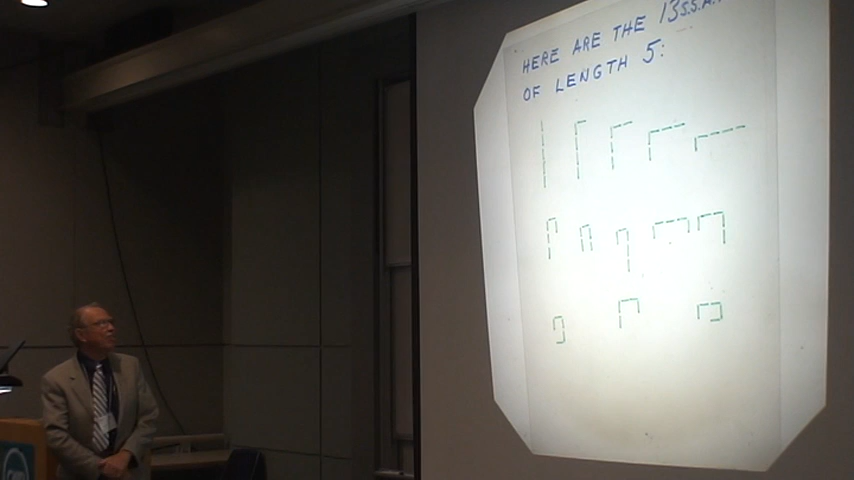 HERE ARE THE 13 S.S.A.
OF LENGTH 5: